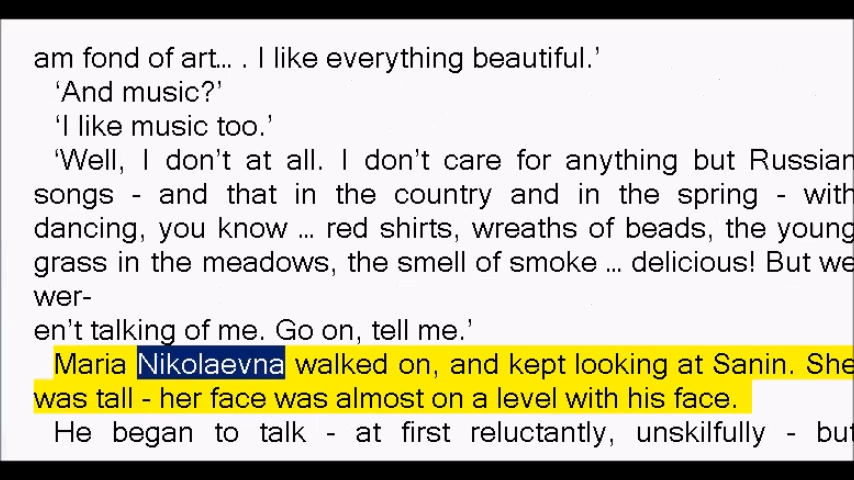 am fond of art… . I like everything beautiful.’
‘And music?’
‘I like music too.’
‘Well, I don’t at all. I don’t care for anything but Russian
songs - and that in the country and in the spring - with
dancing, you know … red shirts, wreaths of beads, the young
grass in the meadows, the smell of smoke … delicious! But we
wer-
en’t talking of me. Go on, tell me.’
Maria Nikolaevna walked on, and kept looking at Sanin. She
was tall - her face was almost on a level with his face.
He began to talk - at first reluctantly, unskilfully - but